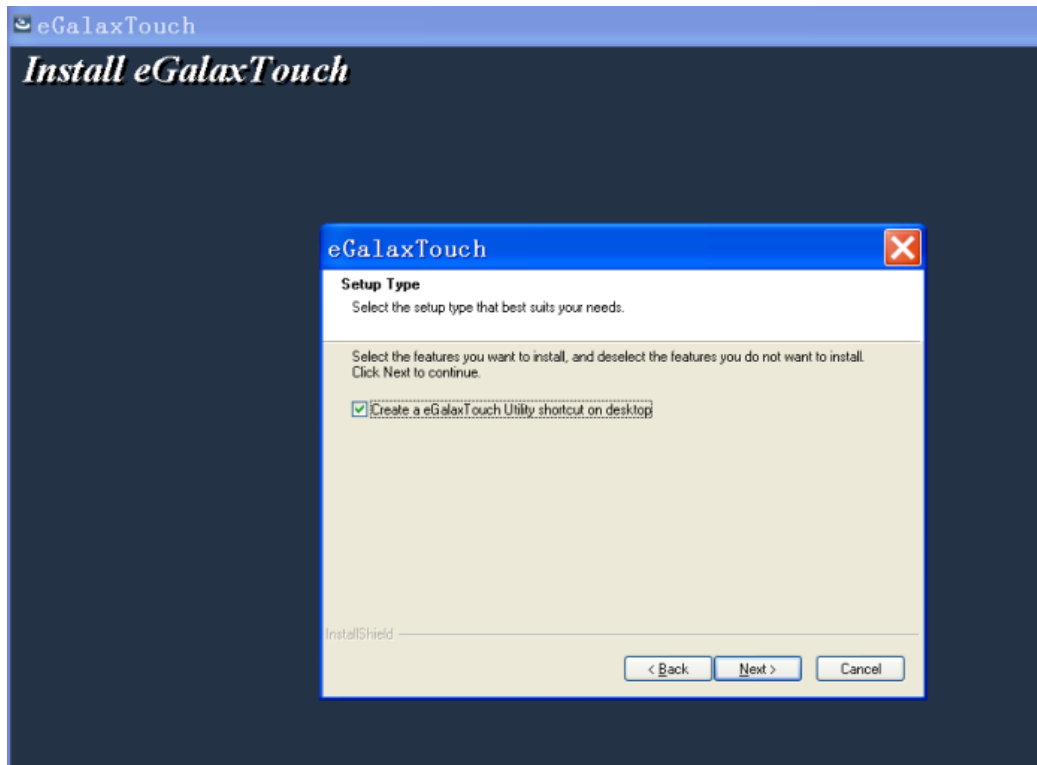 eGalaxTouch
Install eGalaxTouch
eGalaxTouch
Setup Type
Select the setup type that best suits your needs.
Select the features you want to install, and deselect the features you do not want to install.
Click Next to continue.
Create a eGalaxTouch Utility shortcut on desktop
InstallShield
< Back
Next >
Cancel